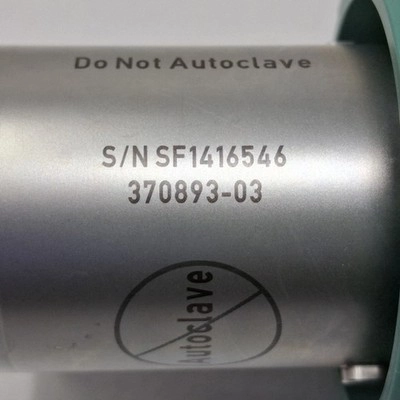 Do Not Autoclave
S/N SF1416546
370893-03
Autoclave